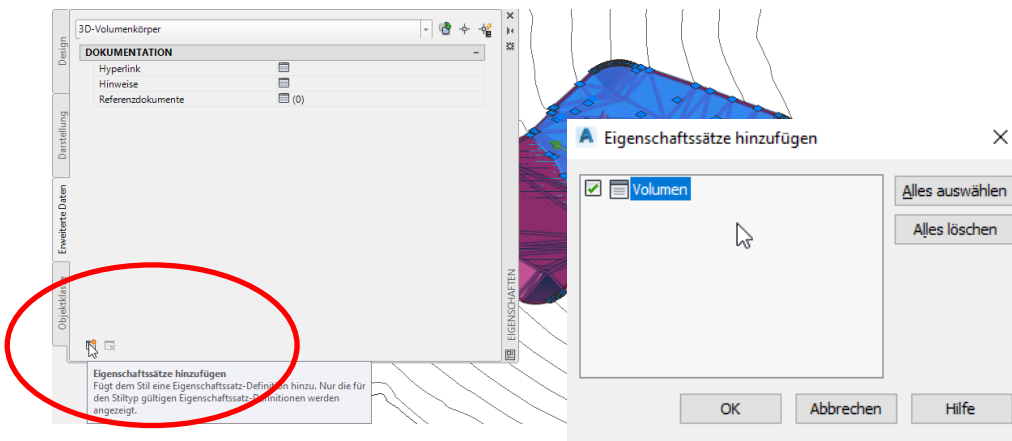 3D-Volumenkörper
DOKUMENTATION
Hyperlink
Hinweise
Referenzdokumente (0)
Design
Darstellung
Erweiterte Daten
Objektklasse
EIGENSCHAFTEN
Eigenschaftssätze hinzufügen
Fügt dem Stil eine Eigenschaftssatz-Definition hinzu. Nur die für
den Stiltyp gültigen Eigenschaftssatz-Definitionen werden
angezeigt.
Eigenschaftssätze hinzufügen
Volumen
Alles auswählen
Alles löschen
OK Abbrechen Hilfe